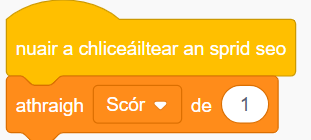 nuair a chliceáiltear an sprid seo
athraigh Scór de 1